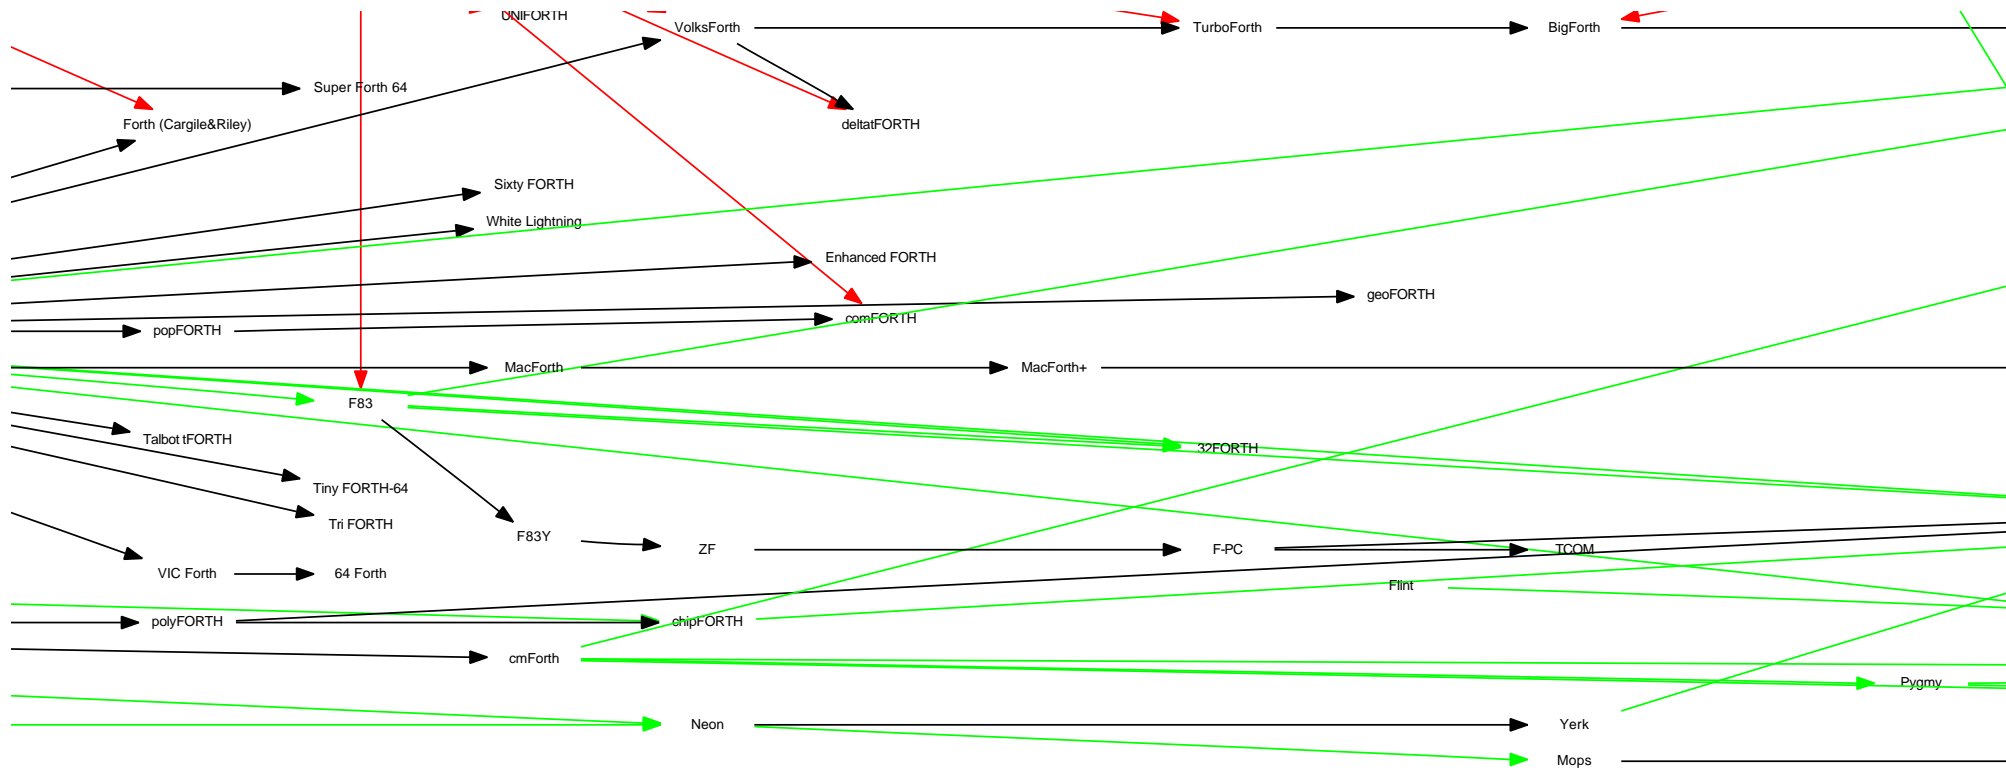 UNIFORTH
VolksForth
TurboForth
BigForth
Super Forth 64
Forth (Cargile&Riley)
deltatFORTH
Sixty FORTH
White Lightning
Enhanced FORTH
geoFORTH
comFORTH
popFORTH
MacForth
MacForth+
F83
Talbot tFORTH
32FORTH
Tiny FORTH-64
Tri FORTH
F83Y
ZF
F-PC
TCOM
VIC Forth
64 Forth
Flint
polyFORTH
chipFORTH
cmForth
Pygmy
Neon
Yerk
Mops